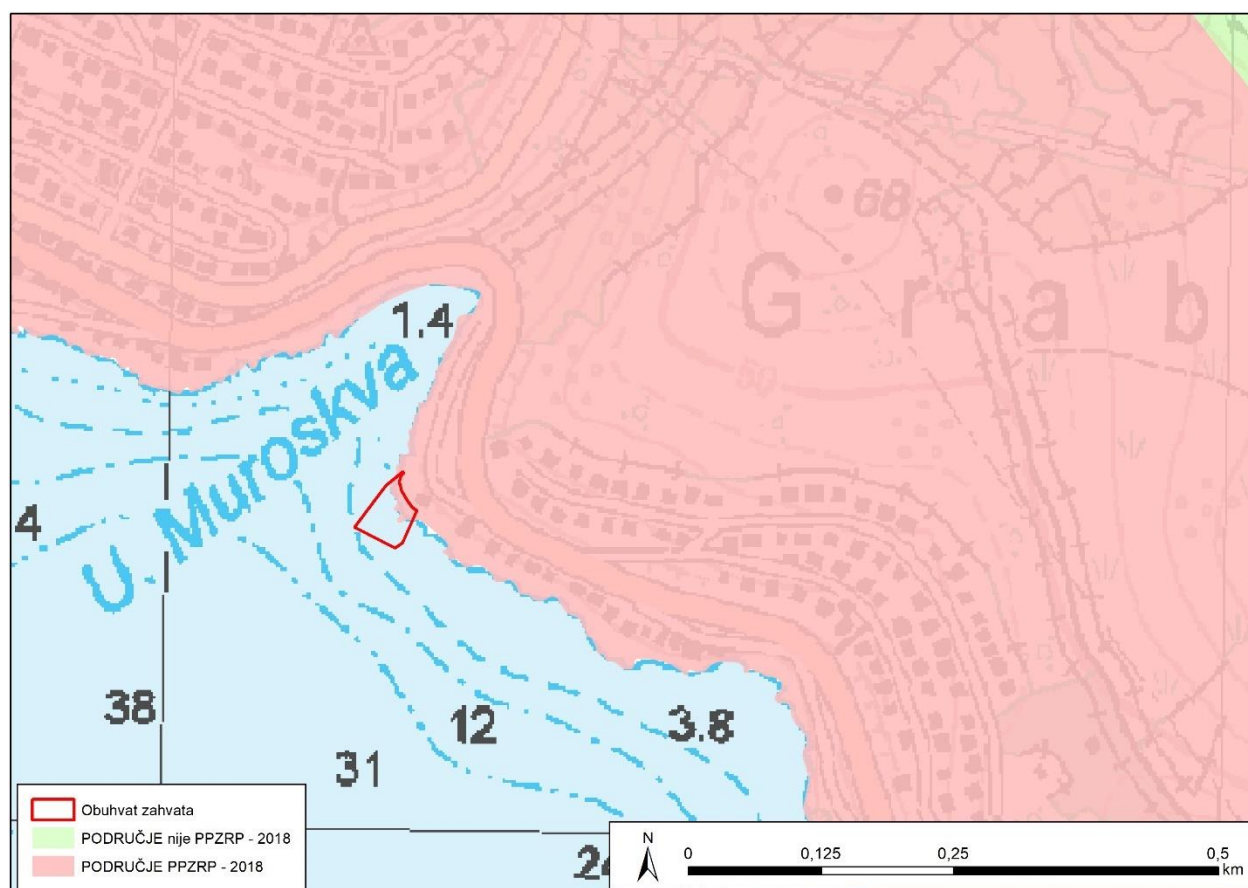 68
G r a b
50
1.4
U. Muroskva
4
38
12
3.8
31
Obuhvat zahvata
PODRUČJE nije PPZRP - 2018
PODRUČJE PPZRP - 2018
N
0 0,125 0,25 0,5
km